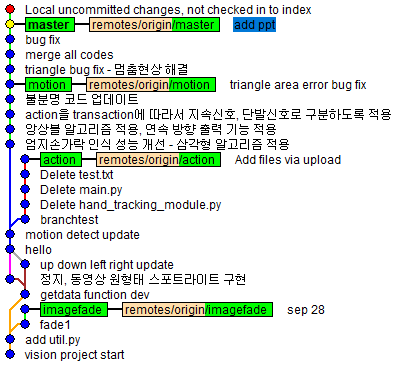 Local uncommitted changes, not checked in to index
master remotes/origin/master add ppt
bug fix
merge all codes
triangle bug fix - 멈춤현상 해결
motion remotes/origin/motion triangle area error bug fix
불분명 코드 업데이트
action을 transaction에 따라서 지속신호, 단발신호로 구분하도록 적용
앙상블 알고리즘 적용, 연속 방향 출력 기능 적용
엄지손가락 인식 성능 개선 - 삼각형 알고리즘 적용
action remotes/origin/action Add files via upload
Delete test.txt
Delete main.py
Delete hand_tracking_module.py
branchtest
motion detect update
hello
up down left right update
정지, 동영상 원형태 스포트라이트 구현
getdata function dev
imagefade remotes/origin/imagefade sep 28
fade1
add util.py
vision project start